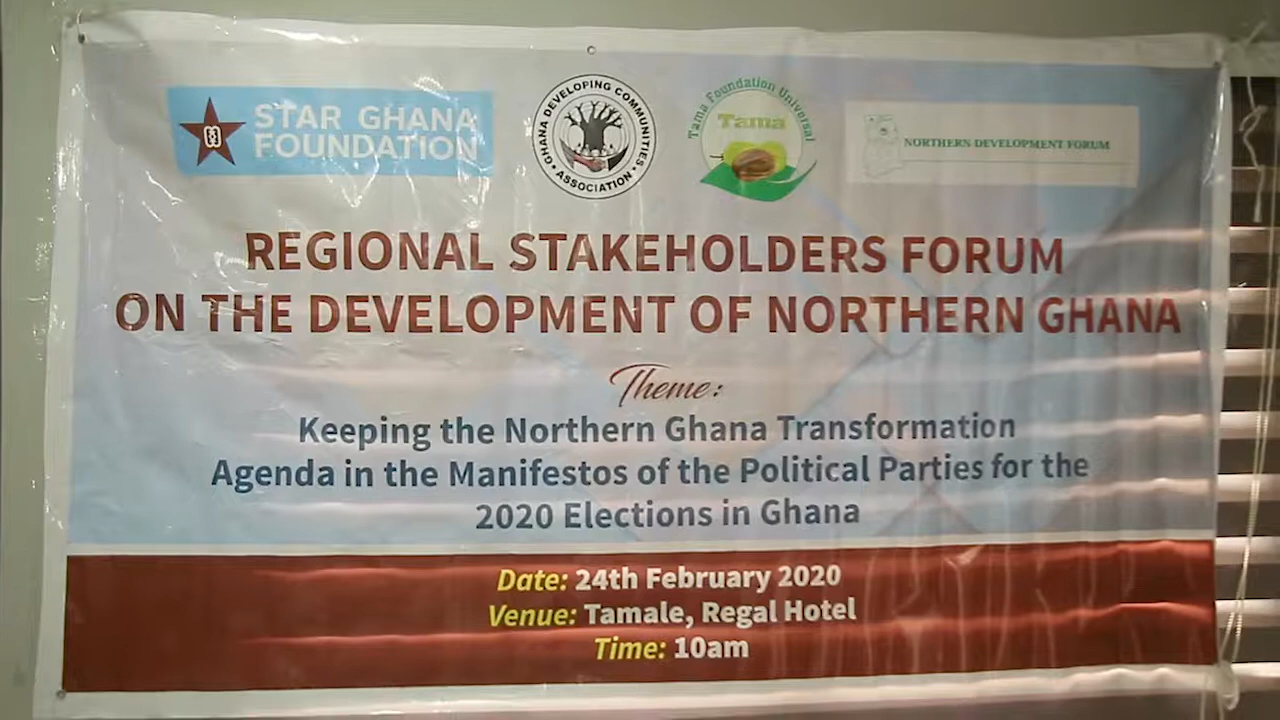 STAR GHANA
FOUNDATION
GHANA DEVELOPING COMMUNITIES
ASSOCIATION
Tama Foundation Universal
Tama
NORTHERN DEVELOPMENT FORUM
REGIONAL STAKEHOLDERS FORUM
ON THE DEVELOPMENT OF NORTHERN GHANA
Theme:
Keeping the Northern Ghana Transformation
Agenda in the Manifestos of the Political Parties for the
2020 Elections in Ghana
Date: 24th February 2020
Venue: Tamale, Regal Hotel
Time: 10am